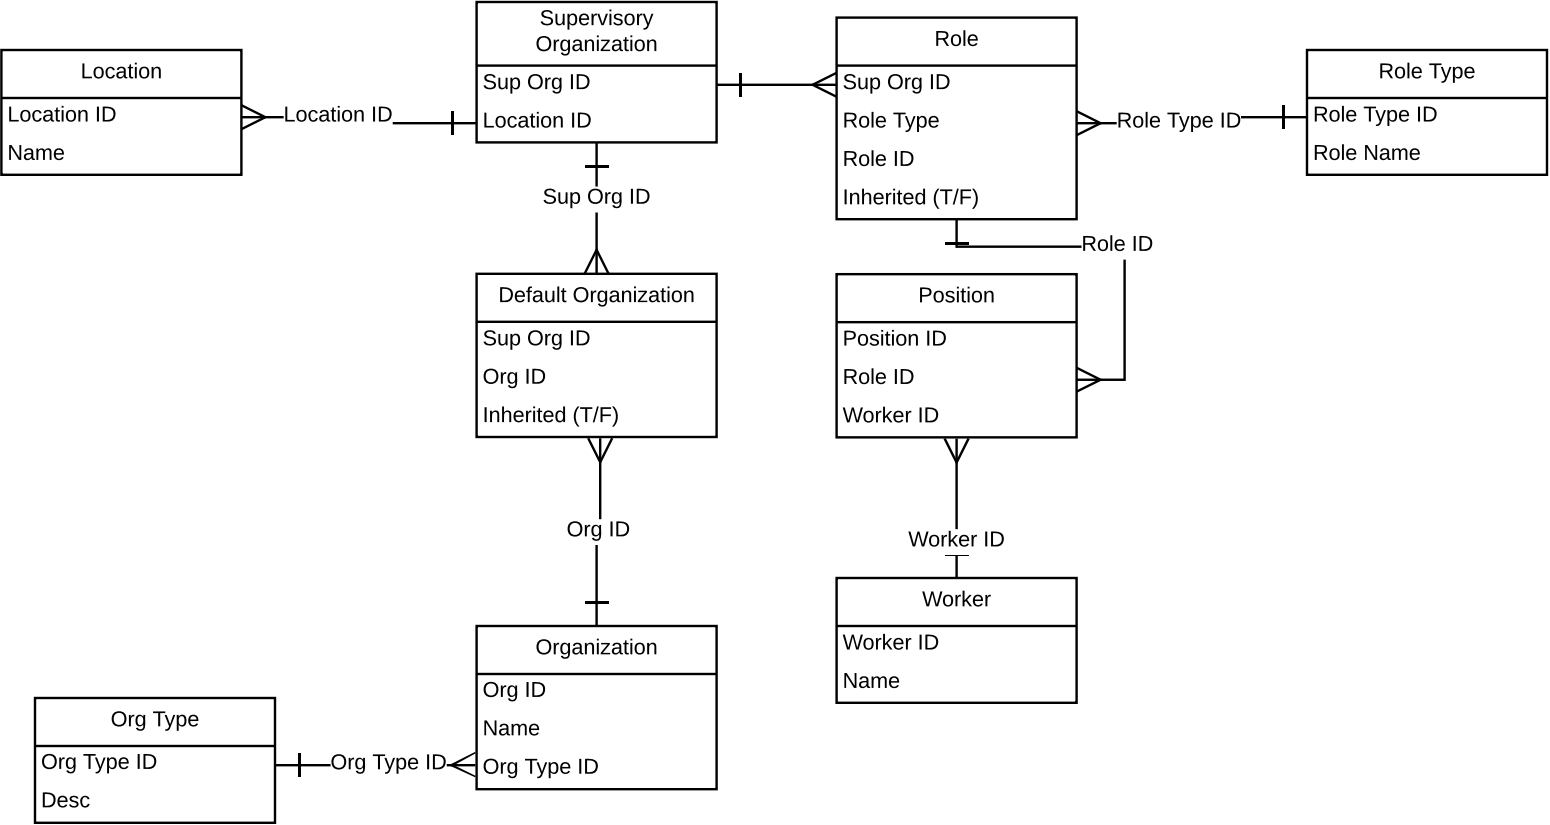 Supervisory
Organization
Sup Org ID
Location ID
Role
Sup Org ID
Role Type
Role ID
Inherited (T/F)
Location
Location ID
Name
Role Type
Role Type ID
Role Name
Location ID
Role Type ID
Sup Org ID
Role ID
Default Organization
Sup Org ID
Org ID
Inherited (T/F)
Position
Position ID
Role ID
Worker ID
Org ID
Worker ID
Worker
Worker ID
Name
Organization
Org ID
Name
Org Type ID
Org Type
Org Type ID
Desc
Org Type ID